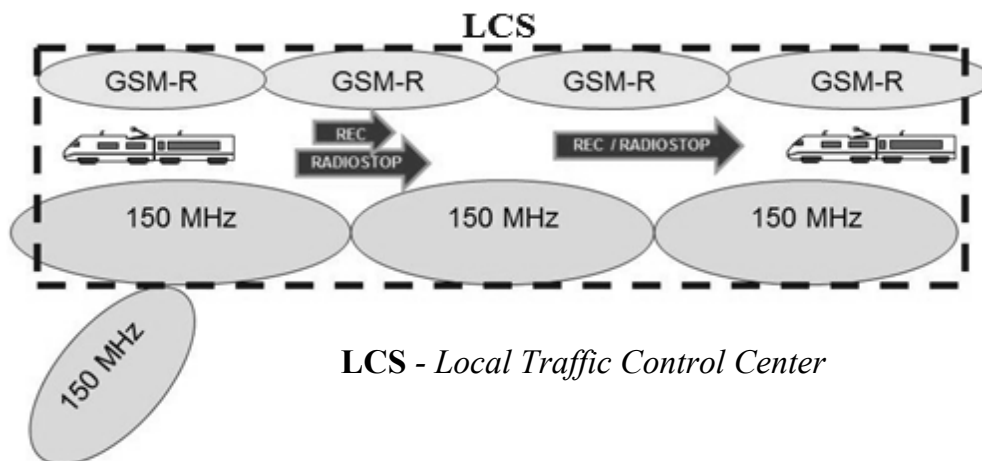 LCS
GSM-R GSM-R GSM-R GSM-R
REC
RADIOSTOP
REC / RADIOSTOP
150 MHz 150 MHz 150 MHz
150 MHz
LCS - Local Traffic Control Center